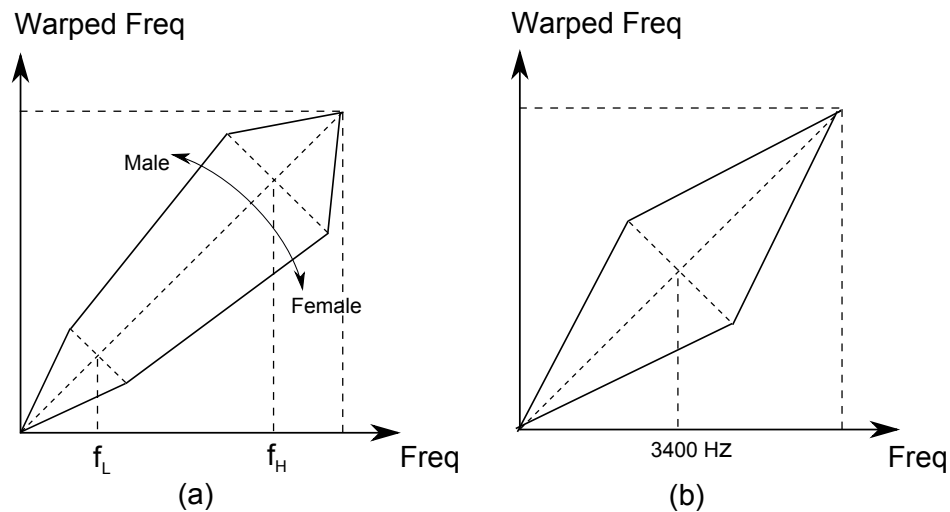 Warped Freq
Male
Female
f_L
f_H
Freq
(a)
Warped Freq
3400 Hz
Freq
(b)